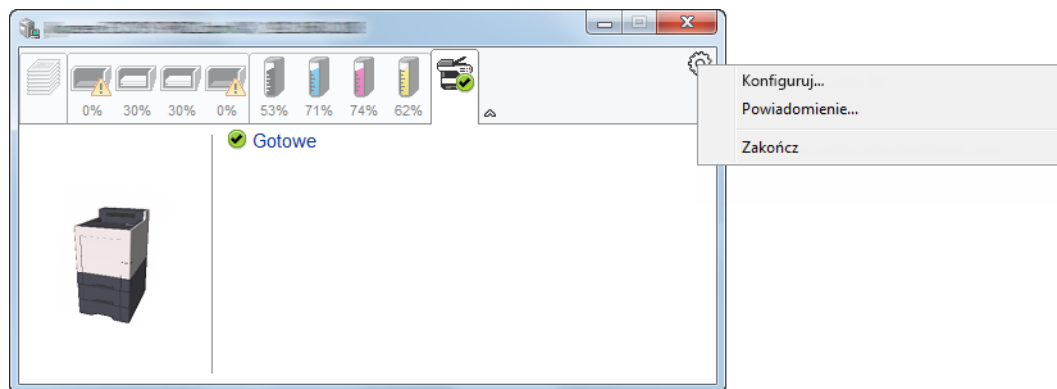 0% 30% 30% 0% 53% 71% 74% 62%
Gotowe
Konfiguruj...
Powiadomienie...
Zakończ